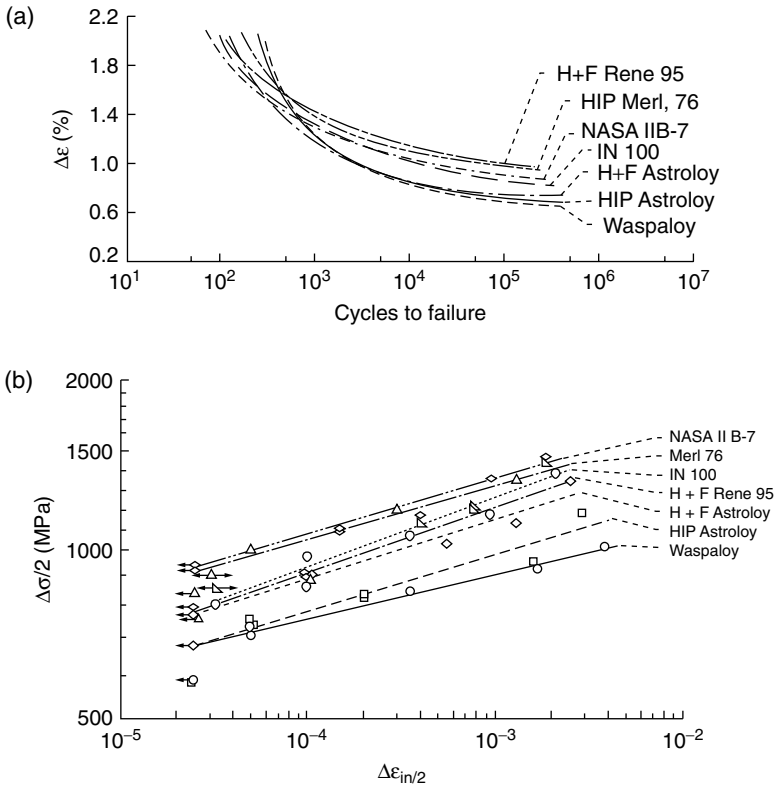 (a)
2.2
1.8
1.4
1.0
0.6
0.2
Δε (%)
H+F Rene 95
HIP Merl, 76
NASA IIB-7
IN 100
H+F Astroloy
HIP Astroloy
Waspaloy
10¹ 10² 10³ 10⁴ 10⁵ 10⁶ 10⁷
Cycles to failure
(b)
2000
1500
1000
500
Δσ/2 (MPa)
NASA II B-7
Merl 76
IN 100
H + F Rene 95
H + F Astroloy
HIP Astroloy
Waspaloy
10⁻⁵ 10⁻⁴ 10⁻³ 10⁻²
Δεin/2